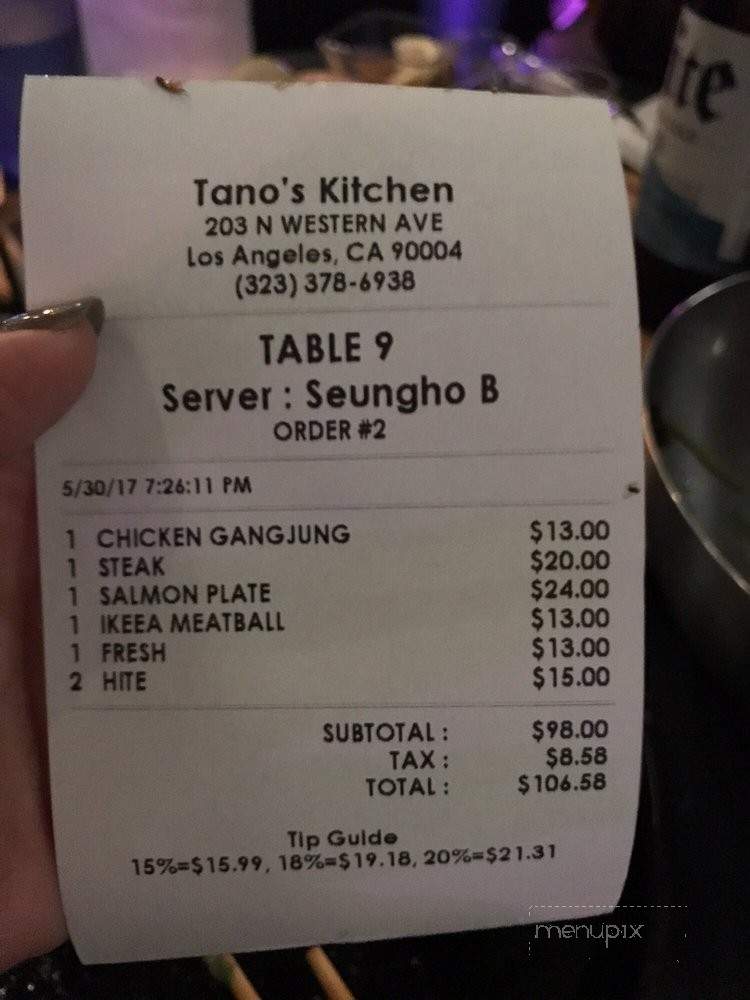 ite
Tano's Kitchen
203 N WESTERN AVE
Los Angeles, CA 90004
(323) 378-6938
TABLE 9
Server : Seungho B
ORDER #2
5/30/17 7:26:11 PM
1 CHICKEN GANGJUNG $13.00
1 STEAK $20.00
1 SALMON PLATE $24.00
1 IKEEA MEATBALL $13.00
1 FRESH $13.00
2 HITE $15.00
SUBTOTAL : $98.00
TAX : $8.58
TOTAL : $106.58
Tip Guide
15%=$15.99, 18%=$19.18, 20%=$21.31
menupix